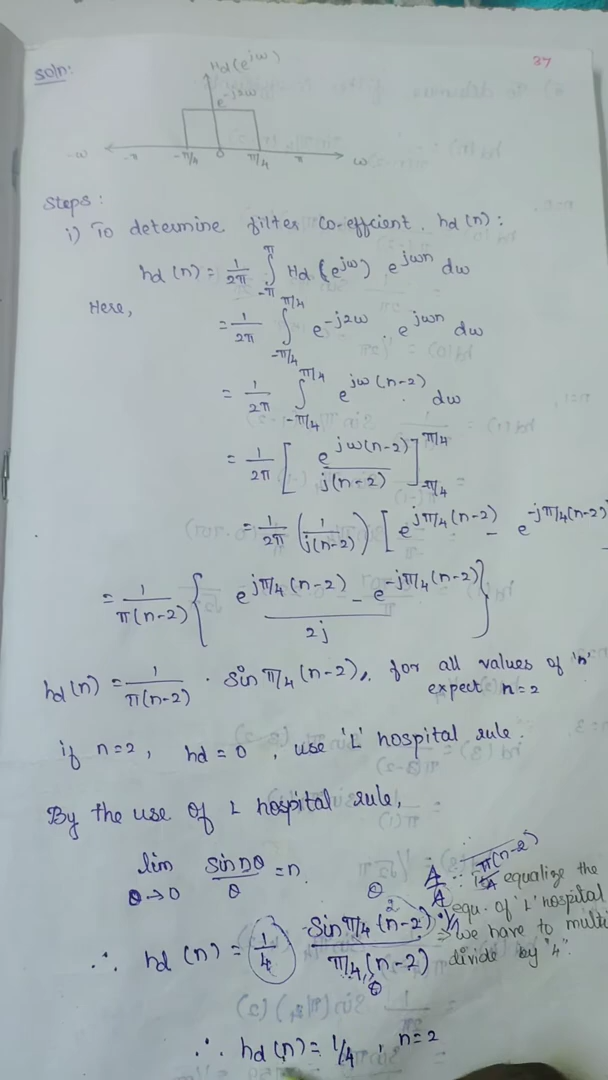 37
Soln:
Hd(e^jω)
e^-j2ω
-ω -π -π/4 0 π/4 π ω
Steps:
i) To determine filter Co-effcient. hd(n):
hd(n) = 1/2π ∫_-π^π Hd(e^jω) e^jωn dω
Here,
= 1/2π ∫_-π/4^π/4 e^-j2ω . e^jωn dω
= 1/2π ∫_-π/4^π/4 e^jω(n-2) dω
= 1/2π [e^jω(n-2) / j(n-2)]_-π/4^π/4
= 1/2π (1/j(n-2)) [e^jπ/4(n-2) - e^-jπ/4(n-2)
= 1/π(n-2) { e^jπ/4(n-2) - e^-jπ/4(n-2) / 2j }
hd(n) = 1/π(n-2) . sin π/4(n-2), for all values of 'n'
expect n=2
if n=2, hd=0, use 'L' hospital rule.
By the use of L hospital rule,
lim θ→0 sin nθ/θ = n.
π(n-2)
equalize the
equ. of 'L' hospital
we have to multi
divide by "4".
∴ hd(n) = (1/4) Sin π/4(n-2) / π/4(n-2)
θ
θ
∴ hd(n) = 1/4, n=2